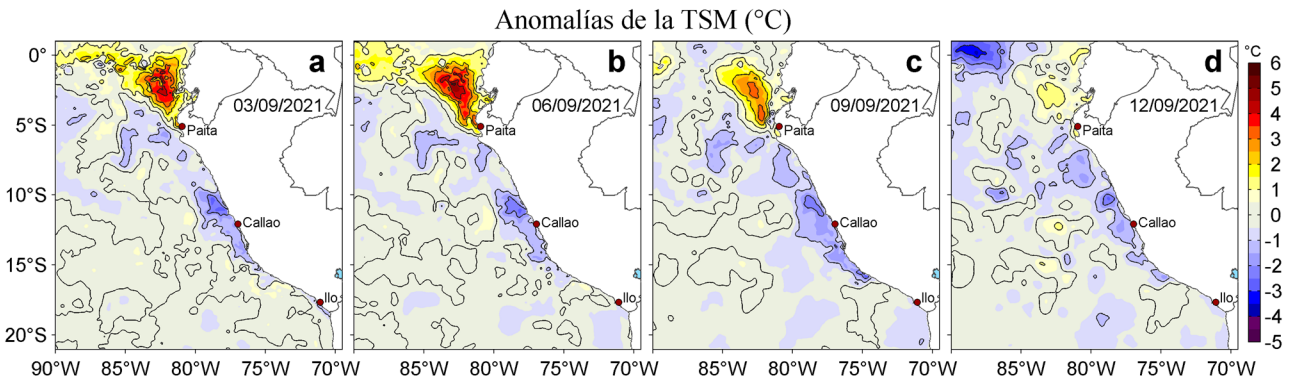 Anomalías de la TSM (°C)
a
03/09/2021
Paita
Callao
Ilo
b
06/09/2021
Paita
Callao
Ilo
c
09/09/2021
Paita
Callao
Ilo
d
12/09/2021
Paita
Callao
Ilo
0°
5°S
10°S
15°S
20°S
90°W 85°W 80°W 75°W 70°W
85°W 80°W 75°W 70°W
85°W 80°W 75°W 70°W
85°W 80°W 75°W 70°W
°C
6
5
4
3
2
1
0
-1
-2
-3
-4
-5